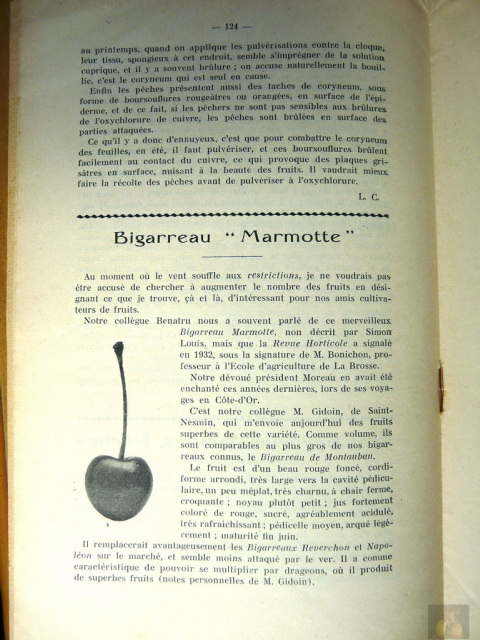 — 124 —
au printemps, quand on applique les pulvérisations contre la cloque,
leur tissu, spongieux à cet endroit, semble s'imprégner de la solution
cuprique, et il y a souvent brûlure ; on accuse naturellement la bouil-
lie, c'est le coryneum qui est seul en cause.
Enfin les pêches présentent aussi des taches de coryneum, sous
forme de boursouflures rougeâtres ou orangées, en surface de l'épi-
derme, et de ce fait, si les pêchers ne sont pas sensibles aux brûlures
de l'oxychlorure de cuivre, les pêches sont brûlées en surface des
parties attaquées.
Ce qu'il y a donc d'ennuyeux, c'est que pour combattre le coryneum
des feuilles, en été, il faut pulvériser, et ces boursouflures brûlent
facilement au contact du cuivre, ce qui provoque des plaques gri-
sâtres en surface, nuisant à la beauté des fruits. Il vaudrait mieux
faire la récolte des pêches avant de pulvériser à l'oxychlorure.
L. C.
Bigarreau “ Marmotte ”
Au moment où le vent souffle aux restrictions, je ne voudrais pas
être accusé de chercher à augmenter le nombre des fruits en dési-
gnant ce que je trouve, çà et là, d'intéressant pour nos amis cultiva-
teurs de fruits.
Notre collègue Benatru nous a souvent parlé de ce merveilleux
Bigarreau Marmotte, non décrit par Simon
Louis, mais que la Revue Horticole a signalé
en 1932, sous la signature de M. Bonichon, pro-
fesseur à l'Ecole d'agriculture de La Brosse.
Notre dévoué président Moreau en avait été
enchanté ces années dernières, lors de ses voya-
ges en Côte-d'Or.
C'est notre collègue M. Gidoin, de Saint-
Nesmin, qui m'envoie aujourd'hui des fruits
superbes de cette variété. Comme volume, ils
sont comparables au plus gros de nos bigar-
reaux connus, le Bigarreau de Montauban.
Le fruit est d'un beau rouge foncé, cordi-
forme arrondi, très large vers la cavité pédicu-
laire, un peu méplat, très charnu, à chair ferme,
croquante ; noyau plutôt petit ; jus fortement
coloré de rouge, sucré, agréablement acidulé,
très rafraichissant ; pédicelle moyen, arqué légè-
rement ; maturité fin juin.
Il remplacerait avantageusement les Bigarreaux Reverchon et Napo-
léon sur le marché, et semble moins attaqué par le ver. Il a comme
caractéristique de pouvoir se multiplier par drageons, où il produit
de superbes fruits (notes personnelles de M. Gidoin).